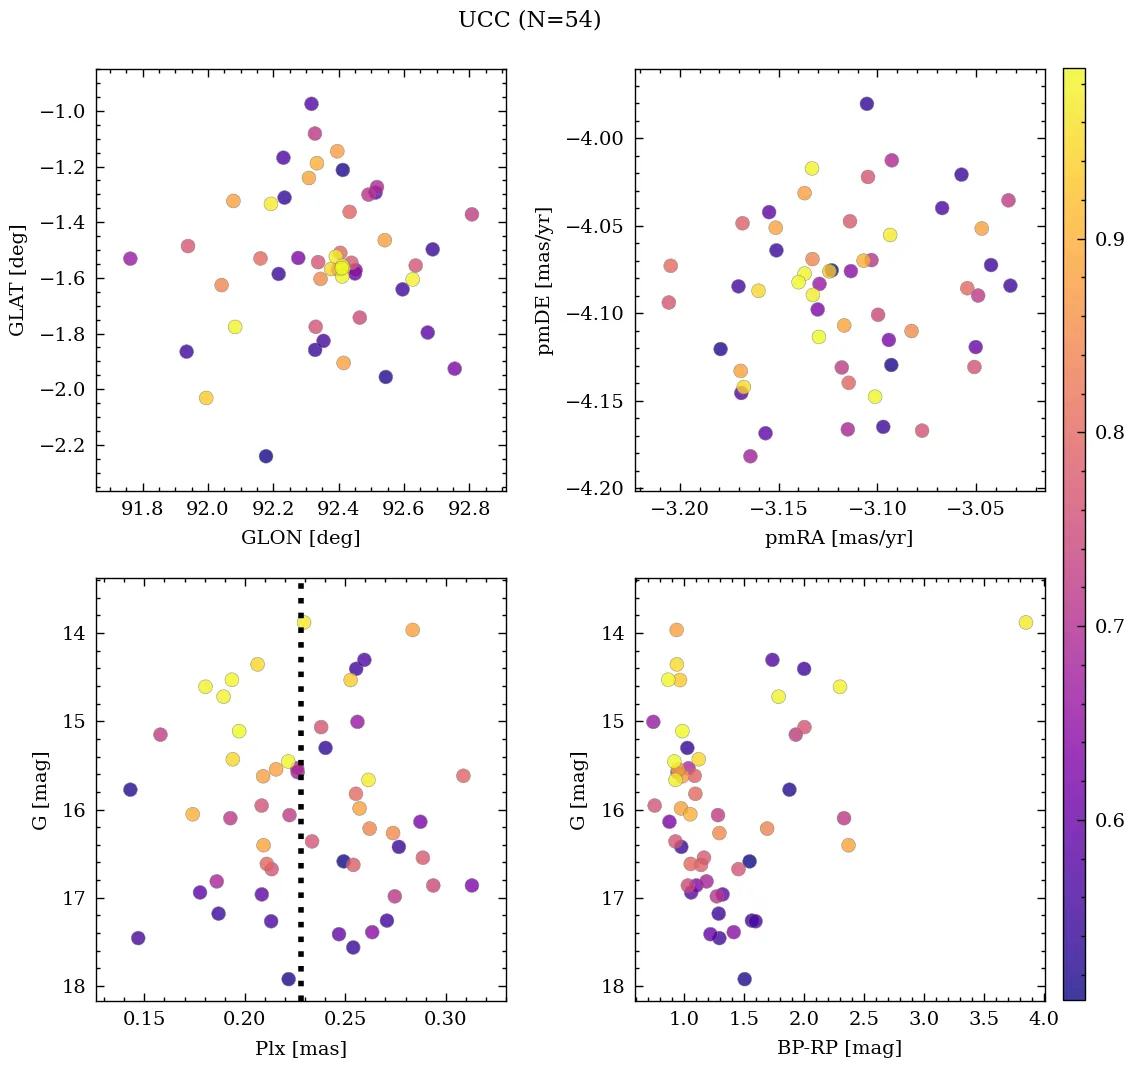 UCC (N=54)
−1.0
−1.2
−1.4
−1.6
−1.8
−2.0
−2.2
GLAT [deg]
91.8 92.0 92.2 92.4 92.6 92.8
GLON [deg]
−4.00
−4.05
−4.10
−4.15
−4.20
pmDE [mas/yr]
−3.20 −3.15 −3.10 −3.05
pmRA [mas/yr]
14
15
16
17
18
G [mag]
0.15 0.20 0.25 0.30
Plx [mas]
14
15
16
17
18
G [mag]
1.0 1.5 2.0 2.5 3.0 3.5 4.0
BP-RP [mag]
0.9
0.8
0.7
0.6